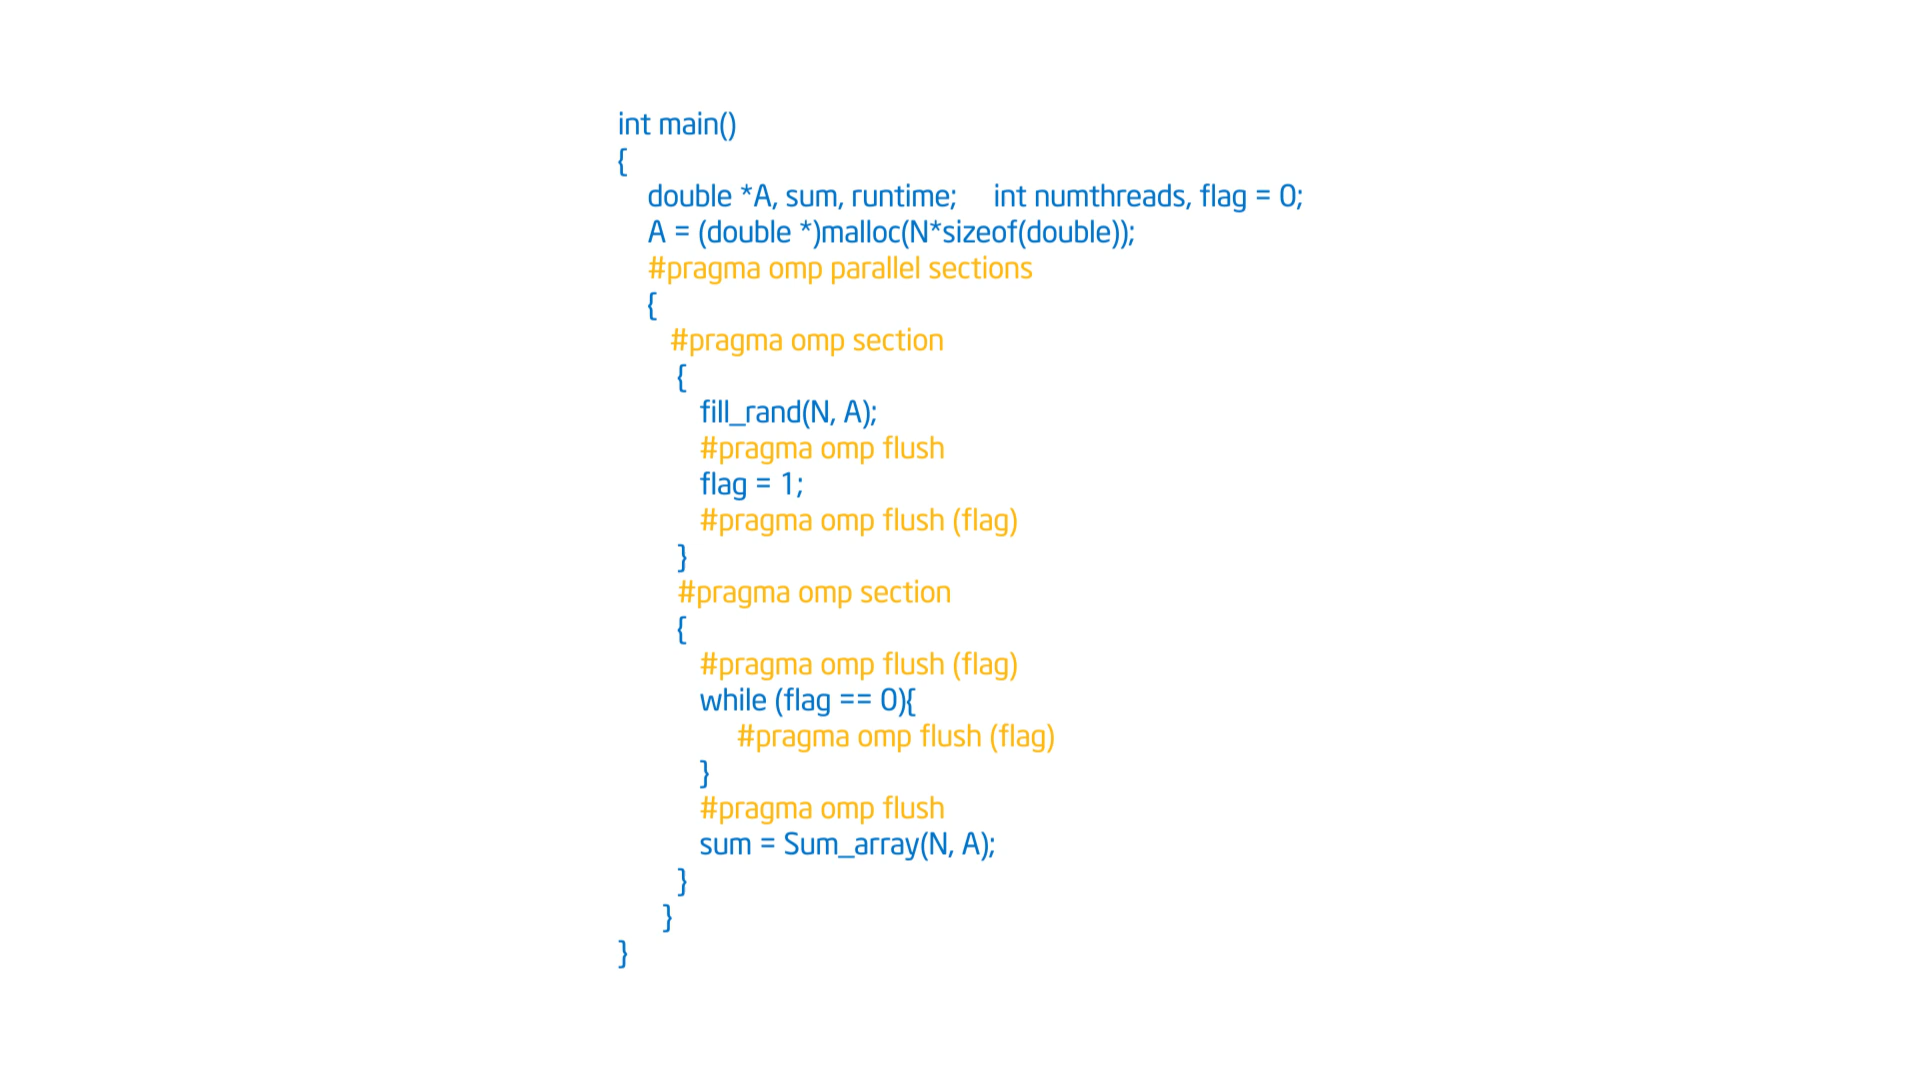 int main()
{
double *A, sum, runtime; int numthreads, flag = 0;
A = (double *)malloc(N*sizeof(double));
#pragma omp parallel sections
{
#pragma omp section
{
fill_rand(N, A);
#pragma omp flush
flag = 1;
#pragma omp flush (flag)
}
#pragma omp section
{
#pragma omp flush (flag)
while (flag == 0){
#pragma omp flush (flag)
}
#pragma omp flush
sum = Sum_array(N, A);
}
}
}